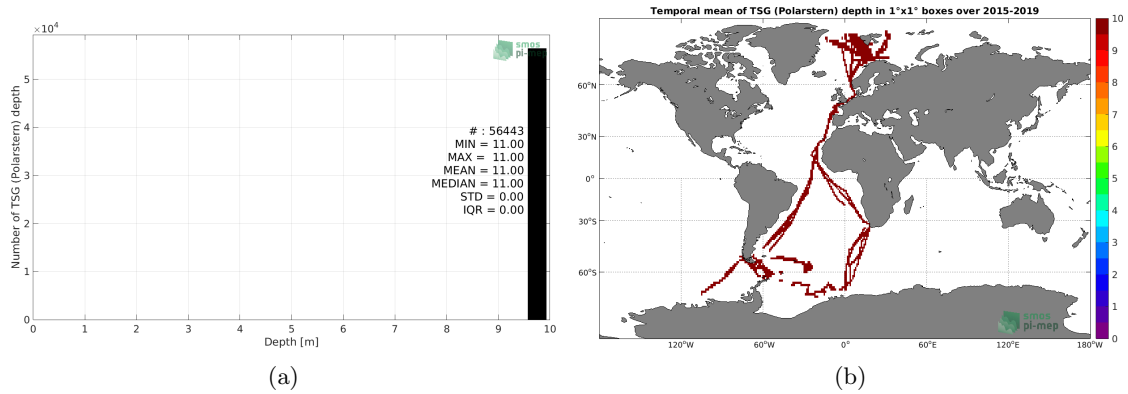 ×10⁴
smos
pi-mep
5
4
3
2
1
0
Number of TSG (Polarstern) depth
# : 56443
MIN = 11.00
MAX = 11.00
MEAN = 11.00
MEDIAN = 11.00
STD = 0.00
IQR = 0.00
0 1 2 3 4 5 6 7 8 9 10
Depth [m]
(a)
Temporal mean of TSG (Polarstern) depth in 1°x1° boxes over 2015-2019
60°N
30°N
0°
30°S
60°S
120°W 60°W 0° 60°E 120°E 180°W
smos
pi-mep
10
9
8
7
6
5
4
3
2
1
0
(b)